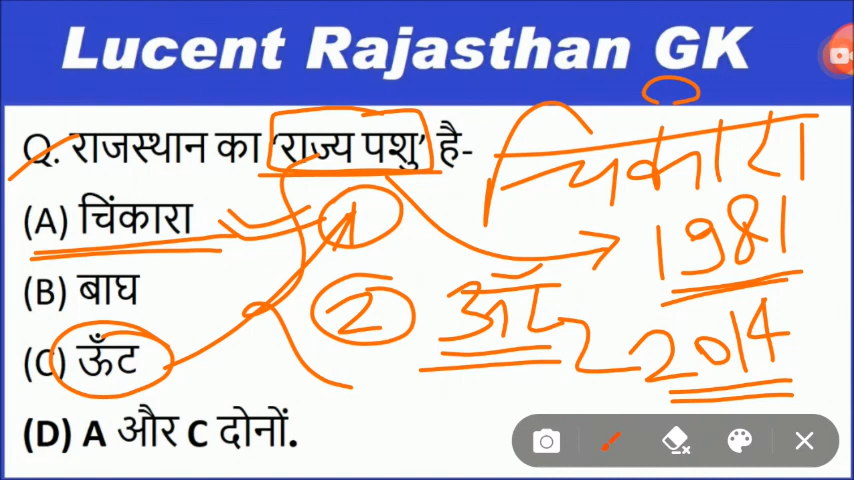 Lucent Rajasthan GK
Q. राजस्थान का 'राज्य पशु' है-
चिंकारा
(A) चिंकारा
1
1981
(B) बाघ
2
ऊँट
2014
(C) ऊँट
(D) A और C दोनों.